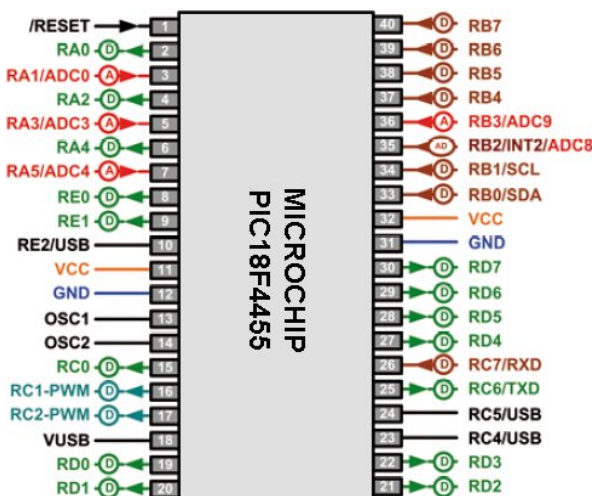 /RESET 1 40 D RB7
RA0 D 2 39 D RB6
RA1/ADC0 A 3 38 D RB5
RA2 D 4 37 D RB4
RA3/ADC3 A 5 36 A RB3/ADC9
RA4 D 6 35 AD RB2/INT2/ADC8
RA5/ADC4 A 7 34 D RB1/SCL
RE0 D 8 33 D RB0/SDA
RE1 D 9 32 VCC
RE2/USB 10 31 GND
VCC 11 30 D RD7
GND 12 29 D RD6
OSC1 13 28 D RD5
OSC2 14 27 D RD4
RC0 D 15 26 D RC7/RXD
RC1-PWM D 16 25 D RC6/TXD
RC2-PWM D 17 24 RC5/USB
VUSB 18 23 RC4/USB
RD0 D 19 22 D RD3
RD1 D 20 21 D RD2
MICROCHIP
PIC18F4455